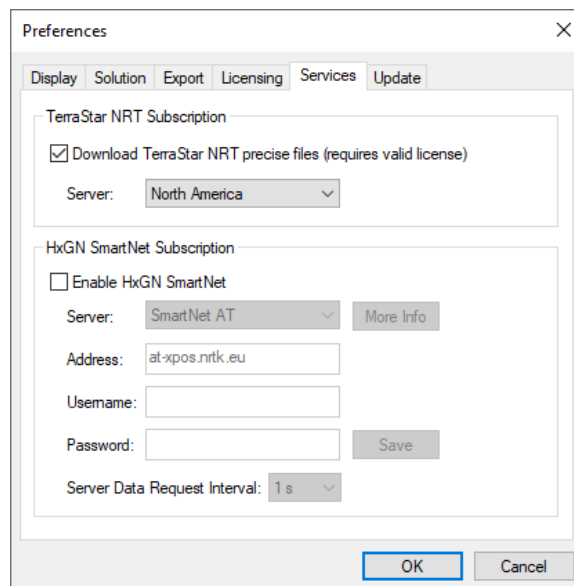 Preferences
Display Solution Export Licensing Services Update
TerraStar NRT Subscription
Download TerraStar NRT precise files (requires valid license)
Server: North America
HxGN SmartNet Subscription
Enable HxGN SmartNet
Server: SmartNet AT More Info
Address: at-xpos.nrtk.eu
Username:
Password: Save
Server Data Request Interval: 1 s
OK Cancel